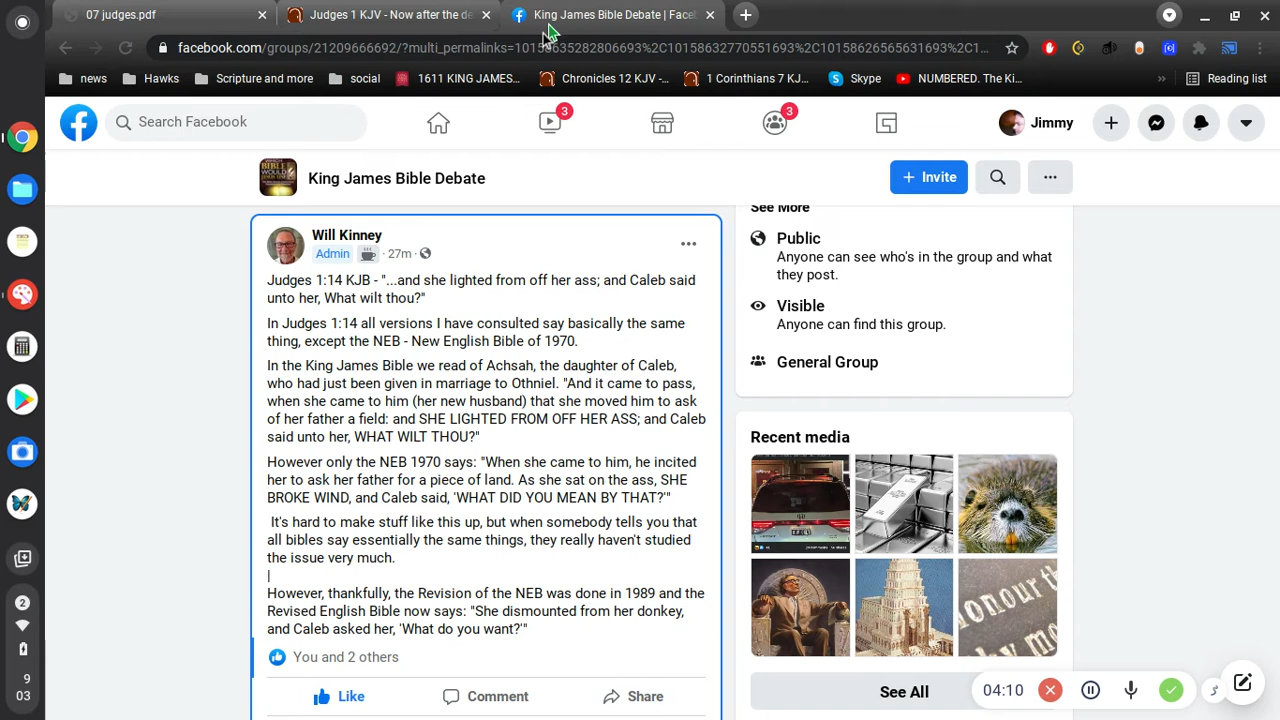 07 judges.pdf
Judges 1 KJV - Now after the de
King James Bible Debate | Faceb
facebook.com/groups/21209666692/?multi_permalinks=10158635282806693%2C10158632770551693%2C10158626565631693%2C1...
news
Hawks
Scripture and more
social
1611 KING JAMES...
Chronicles 12 KJV -...
1 Corinthians 7 KJ...
Skype
NUMBERED. The Ki...
»
Reading list
Search Facebook
3
3
Jimmy
King James Bible Debate
+ Invite
Will Kinney
Admin 27m ·
Judges 1:14 KJB - "...and she lighted from off her ass; and Caleb said
unto her, What wilt thou?"
In Judges 1:14 all versions I have consulted say basically the same
thing, except the NEB - New English Bible of 1970.
In the King James Bible we read of Achsah, the daughter of Caleb,
who had just been given in marriage to Othniel. "And it came to pass,
when she came to him (her new husband) that she moved him to ask
of her father a field: and SHE LIGHTED FROM OFF HER ASS; and Caleb
said unto her, WHAT WILT THOU?"
However only the NEB 1970 says: "When she came to him, he incited
her to ask her father for a piece of land. As she sat on the ass, SHE
BROKE WIND, and Caleb said, 'WHAT DID YOU MEAN BY THAT?'"
It's hard to make stuff like this up, but when somebody tells you that
all bibles say essentially the same things, they really haven't studied
the issue very much.
However, thankfully, the Revision of the NEB was done in 1989 and the
Revised English Bible now says: "She dismounted from her donkey,
and Caleb asked her, 'What do you want?'"
You and 2 others
Like
Comment
Share
See More
Public
Anyone can see who's in the group and what
they post.
Visible
Anyone can find this group.
General Group
Recent media
See All
04:10
2
9
03